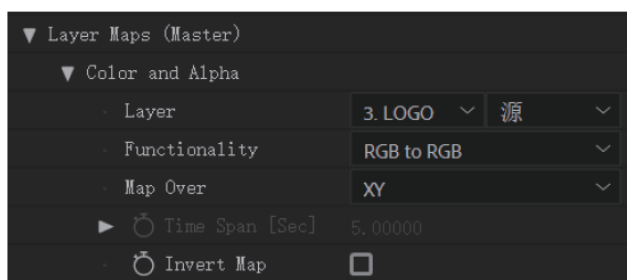 Layer Maps (Master)
Color and Alpha
Layer 3. LOGO 源
Functionality RGB to RGB
Map Over XY
Time Span [Sec] 5.00000
Invert Map